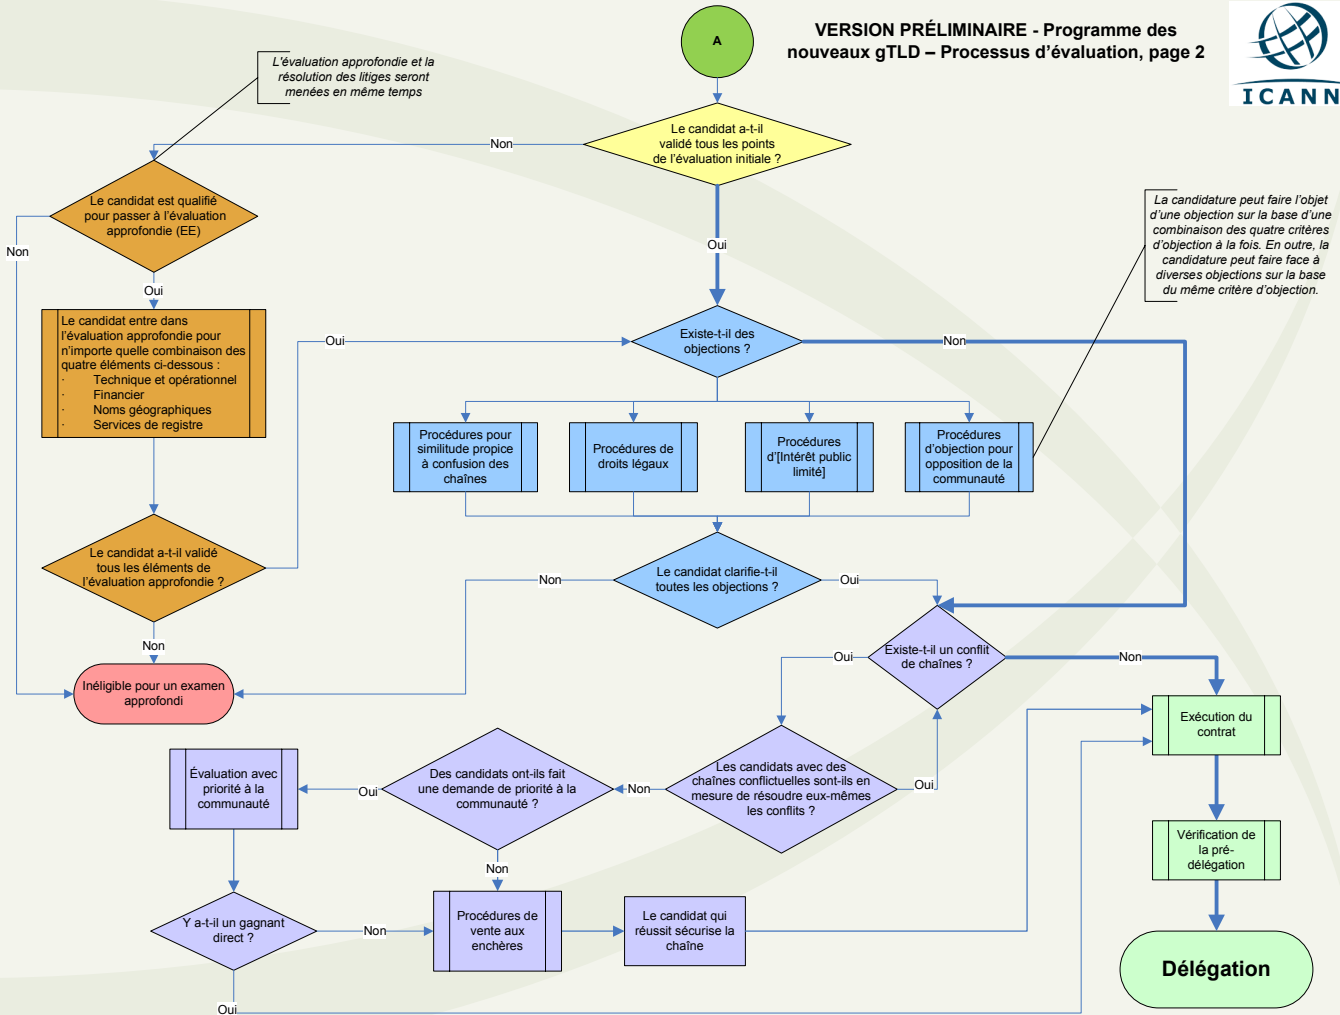 VERSION PRÉLIMINAIRE - Programme des
nouveaux gTLD – Processus d'évaluation, page 2
ICANN
A
L'évaluation approfondie et la
résolution des litiges seront
menées en même temps
Le candidat a-t-il
validé tous les points
de l'évaluation initiale ?
Non
Oui
Le candidat est qualifié
pour passer à l'évaluation
approfondie (EE)
Non
Oui
La candidature peut faire l'objet
d'une objection sur la base d'une
combinaison des quatre critères
d'objection à la fois. En outre, la
candidature peut faire face à
diverses objections sur la base
du même critère d'objection.
Le candidat entre dans
l'évaluation approfondie pour
n'importe quelle combinaison des
quatre éléments ci-dessous :
· Technique et opérationnel
· Financier
· Noms géographiques
· Services de registre
Oui
Existe-t-il des
objections ?
Non
Procédures pour
similitude propice
à confusion des
chaînes
Procédures de
droits légaux
Procédures
d'[Intérêt public
limité]
Procédures
d'objection pour
opposition de la
communauté
Le candidat a-t-il validé
tous les éléments de
l'évaluation approfondie ?
Non
Le candidat clarifie-t-il
toutes les objections ?
Non
Oui
Inéligible pour un examen
approfondi
Existe-t-il un conflit
de chaînes ?
Oui
Non
Exécution du
contrat
Les candidats avec des
chaînes conflictuelles sont-ils en
mesure de résoudre eux-mêmes
les conflits ?
Oui
Non
Des candidats ont-ils fait
une demande de priorité à la
communauté ?
Oui
Non
Évaluation avec
priorité à la
communauté
Vérification de
la pré-
délégation
Y a-t-il un gagnant
direct ?
Non
Oui
Procédures de
vente aux
enchères
Le candidat qui
réussit sécurise la
chaîne
Délégation